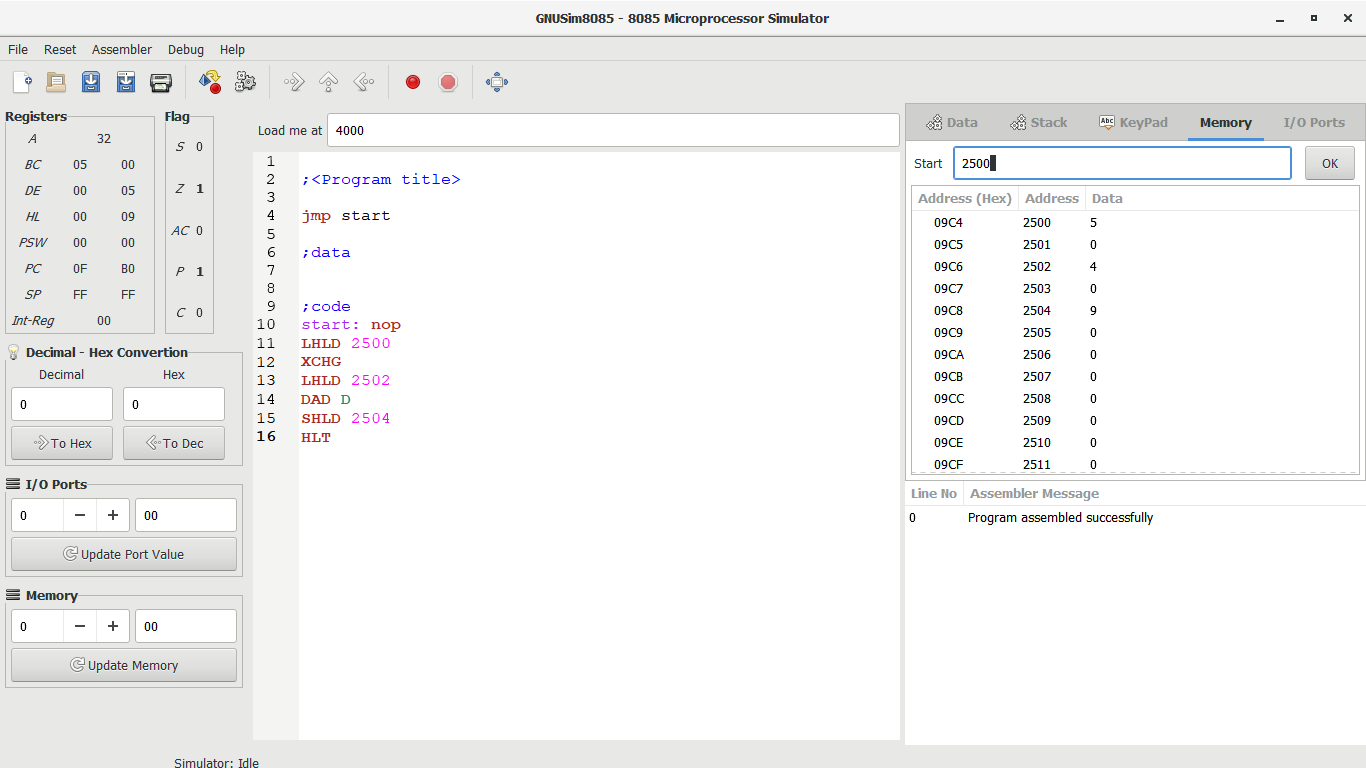 GNUSim8085 - 8085 Microprocessor Simulator
File Reset Assembler Debug Help
Registers
A 32
BC 05 00
DE 00 05
HL 00 09
PSW 00 00
PC 0F B0
SP FF FF
Int-Reg 00
Flag
S 0
Z 1
AC 0
P 1
C 0
Decimal - Hex Convertion
Decimal Hex
0 0
To Hex To Dec
I/O Ports
0 − + 00
Update Port Value
Memory
0 − + 00
Update Memory
Load me at 4000
1
2 ;<Program title>
3
4 jmp start
5
6 ;data
7
8
9 ;code
10 start: nop
11 LHLD 2500
12 XCHG
13 LHLD 2502
14 DAD D
15 SHLD 2504
16 HLT
Data Stack Abc KeyPad Memory I/O Ports
Start 2500 OK
Address (Hex) Address Data
09C4 2500 5
09C5 2501 0
09C6 2502 4
09C7 2503 0
09C8 2504 9
09C9 2505 0
09CA 2506 0
09CB 2507 0
09CC 2508 0
09CD 2509 0
09CE 2510 0
09CF 2511 0
Line No Assembler Message
0 Program assembled successfully
Simulator: Idle